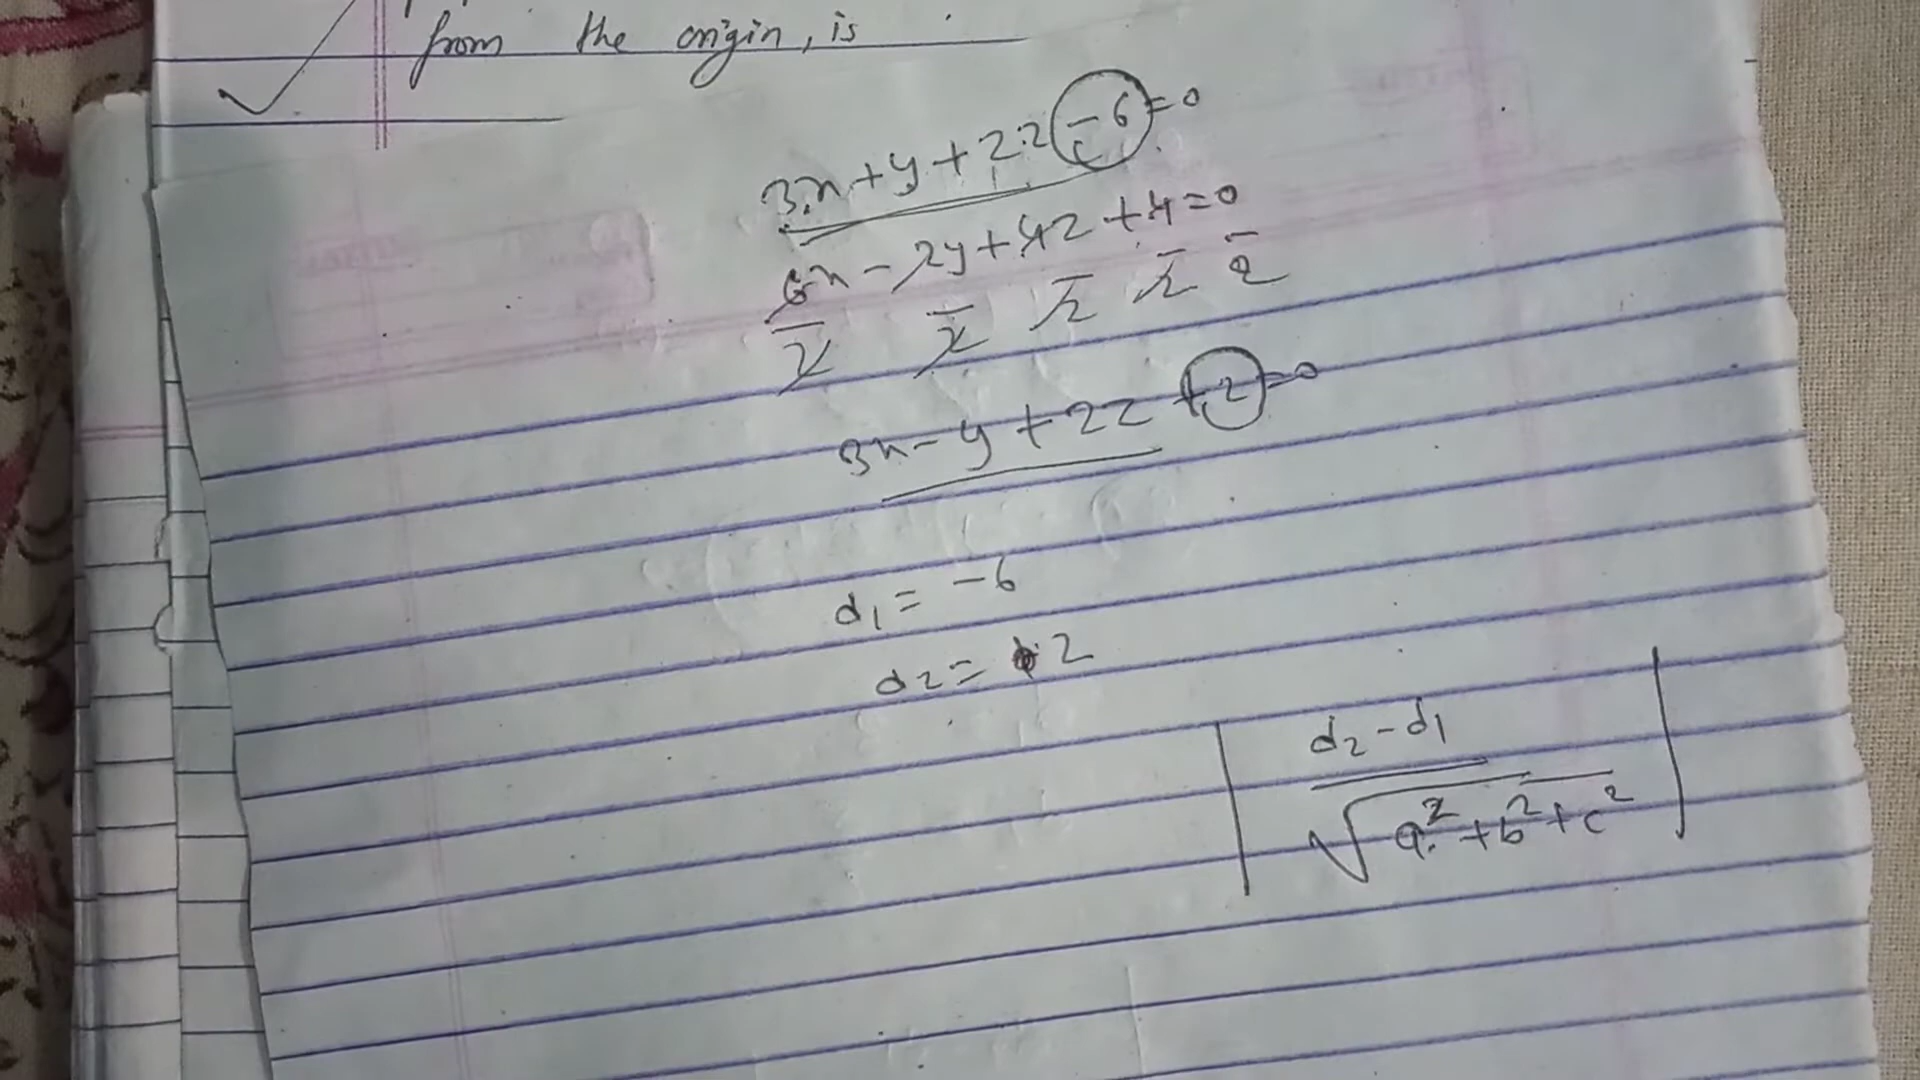 from the origin, is
3x+y+2z-6=0
6x-2y+4z+4=0
2 2 2 2 2
3x-y+2z+2=0
d1=-6
d2= 2
d2-d1
√a²+b²+c²